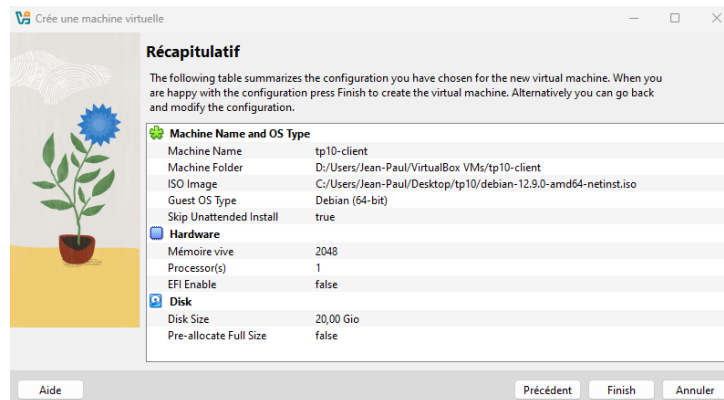 Crée une machine virtuelle
Récapitulatif
The following table summarizes the configuration you have chosen for the new virtual machine. When you
are happy with the configuration press Finish to create the virtual machine. Alternatively you can go back
and modify the configuration.
Machine Name and OS Type
Machine Name tp10-client
Machine Folder D:/Users/Jean-Paul/VirtualBox VMs/tp10-client
ISO Image C:/Users/Jean-Paul/Desktop/tp10/debian-12.9.0-amd64-netinst.iso
Guest OS Type Debian (64-bit)
Skip Unattended Install true
Hardware
Mémoire vive 2048
Processor(s) 1
EFI Enable false
Disk
Disk Size 20,00 Gio
Pre-allocate Full Size false
Aide Précédent Finish Annuler